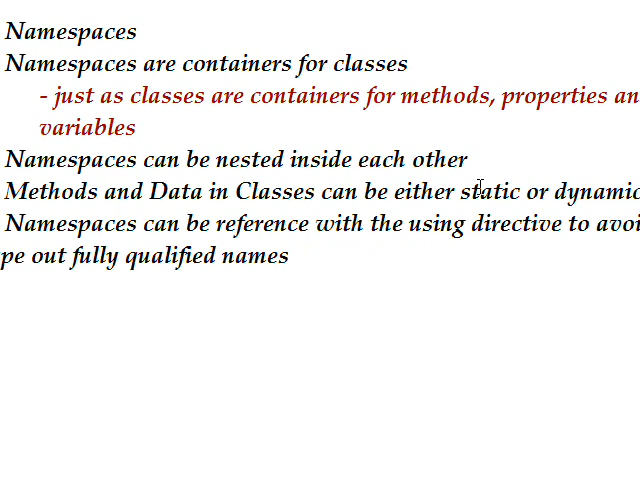 Namespaces
Namespaces are containers for classes
- just as classes are containers for methods, properties an
variables
Namespaces can be nested inside each other
Methods and Data in Classes can be either static or dynamic
Namespaces can be reference with the using directive to avoi
pe out fully qualified names